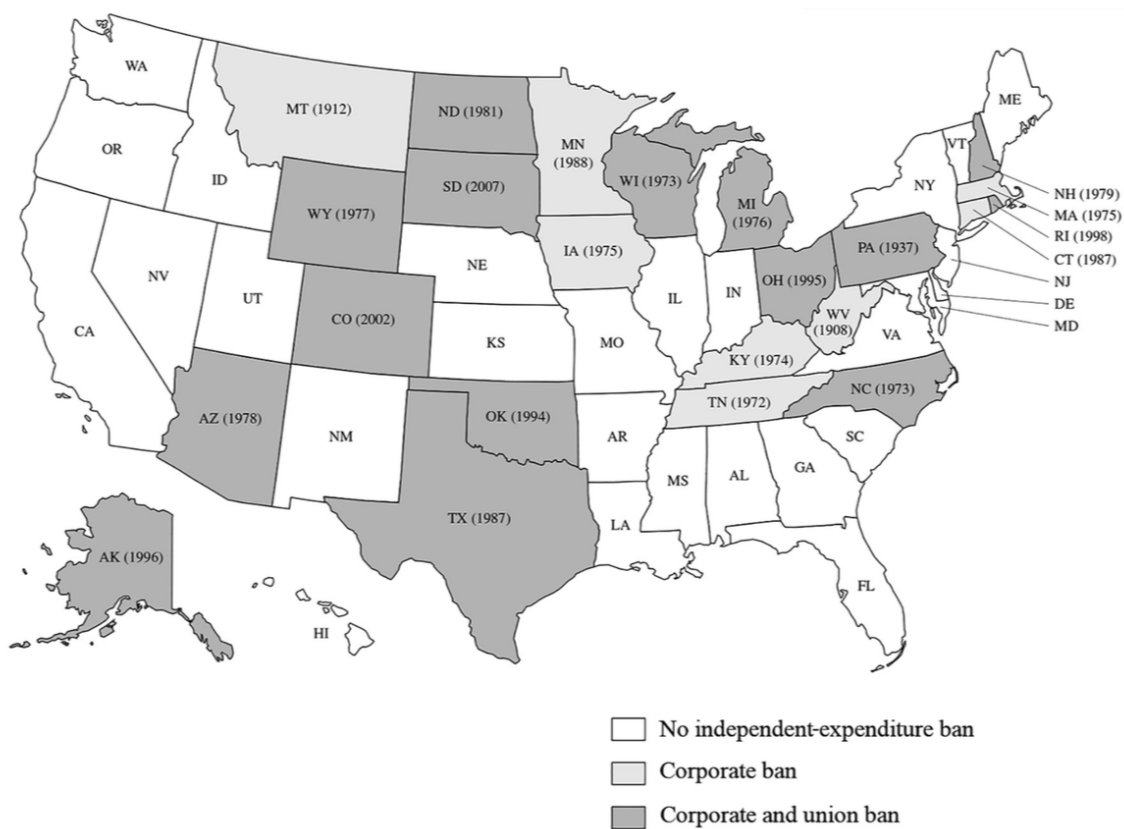 WA
MT (1912)
ND (1981)
MN
(1988)
ME
OR
ID
VT
SD (2007)
WI (1973)
MI
(1976)
NY
NH (1979)
WY (1977)
MA (1975)
RI (1998)
IA (1975)
PA (1937)
CT (1987)
NE
NV
UT
OH (1995)
NJ
IL
IN
DE
CO (2002)
WV
(1908)
MD
CA
KS
MO
VA
KY (1974)
NC (1973)
TN (1972)
AZ (1978)
OK (1994)
NM
AR
SC
MS
AL
GA
TX (1987)
LA
AK (1996)
FL
HI
No independent-expenditure ban
Corporate ban
Corporate and union ban